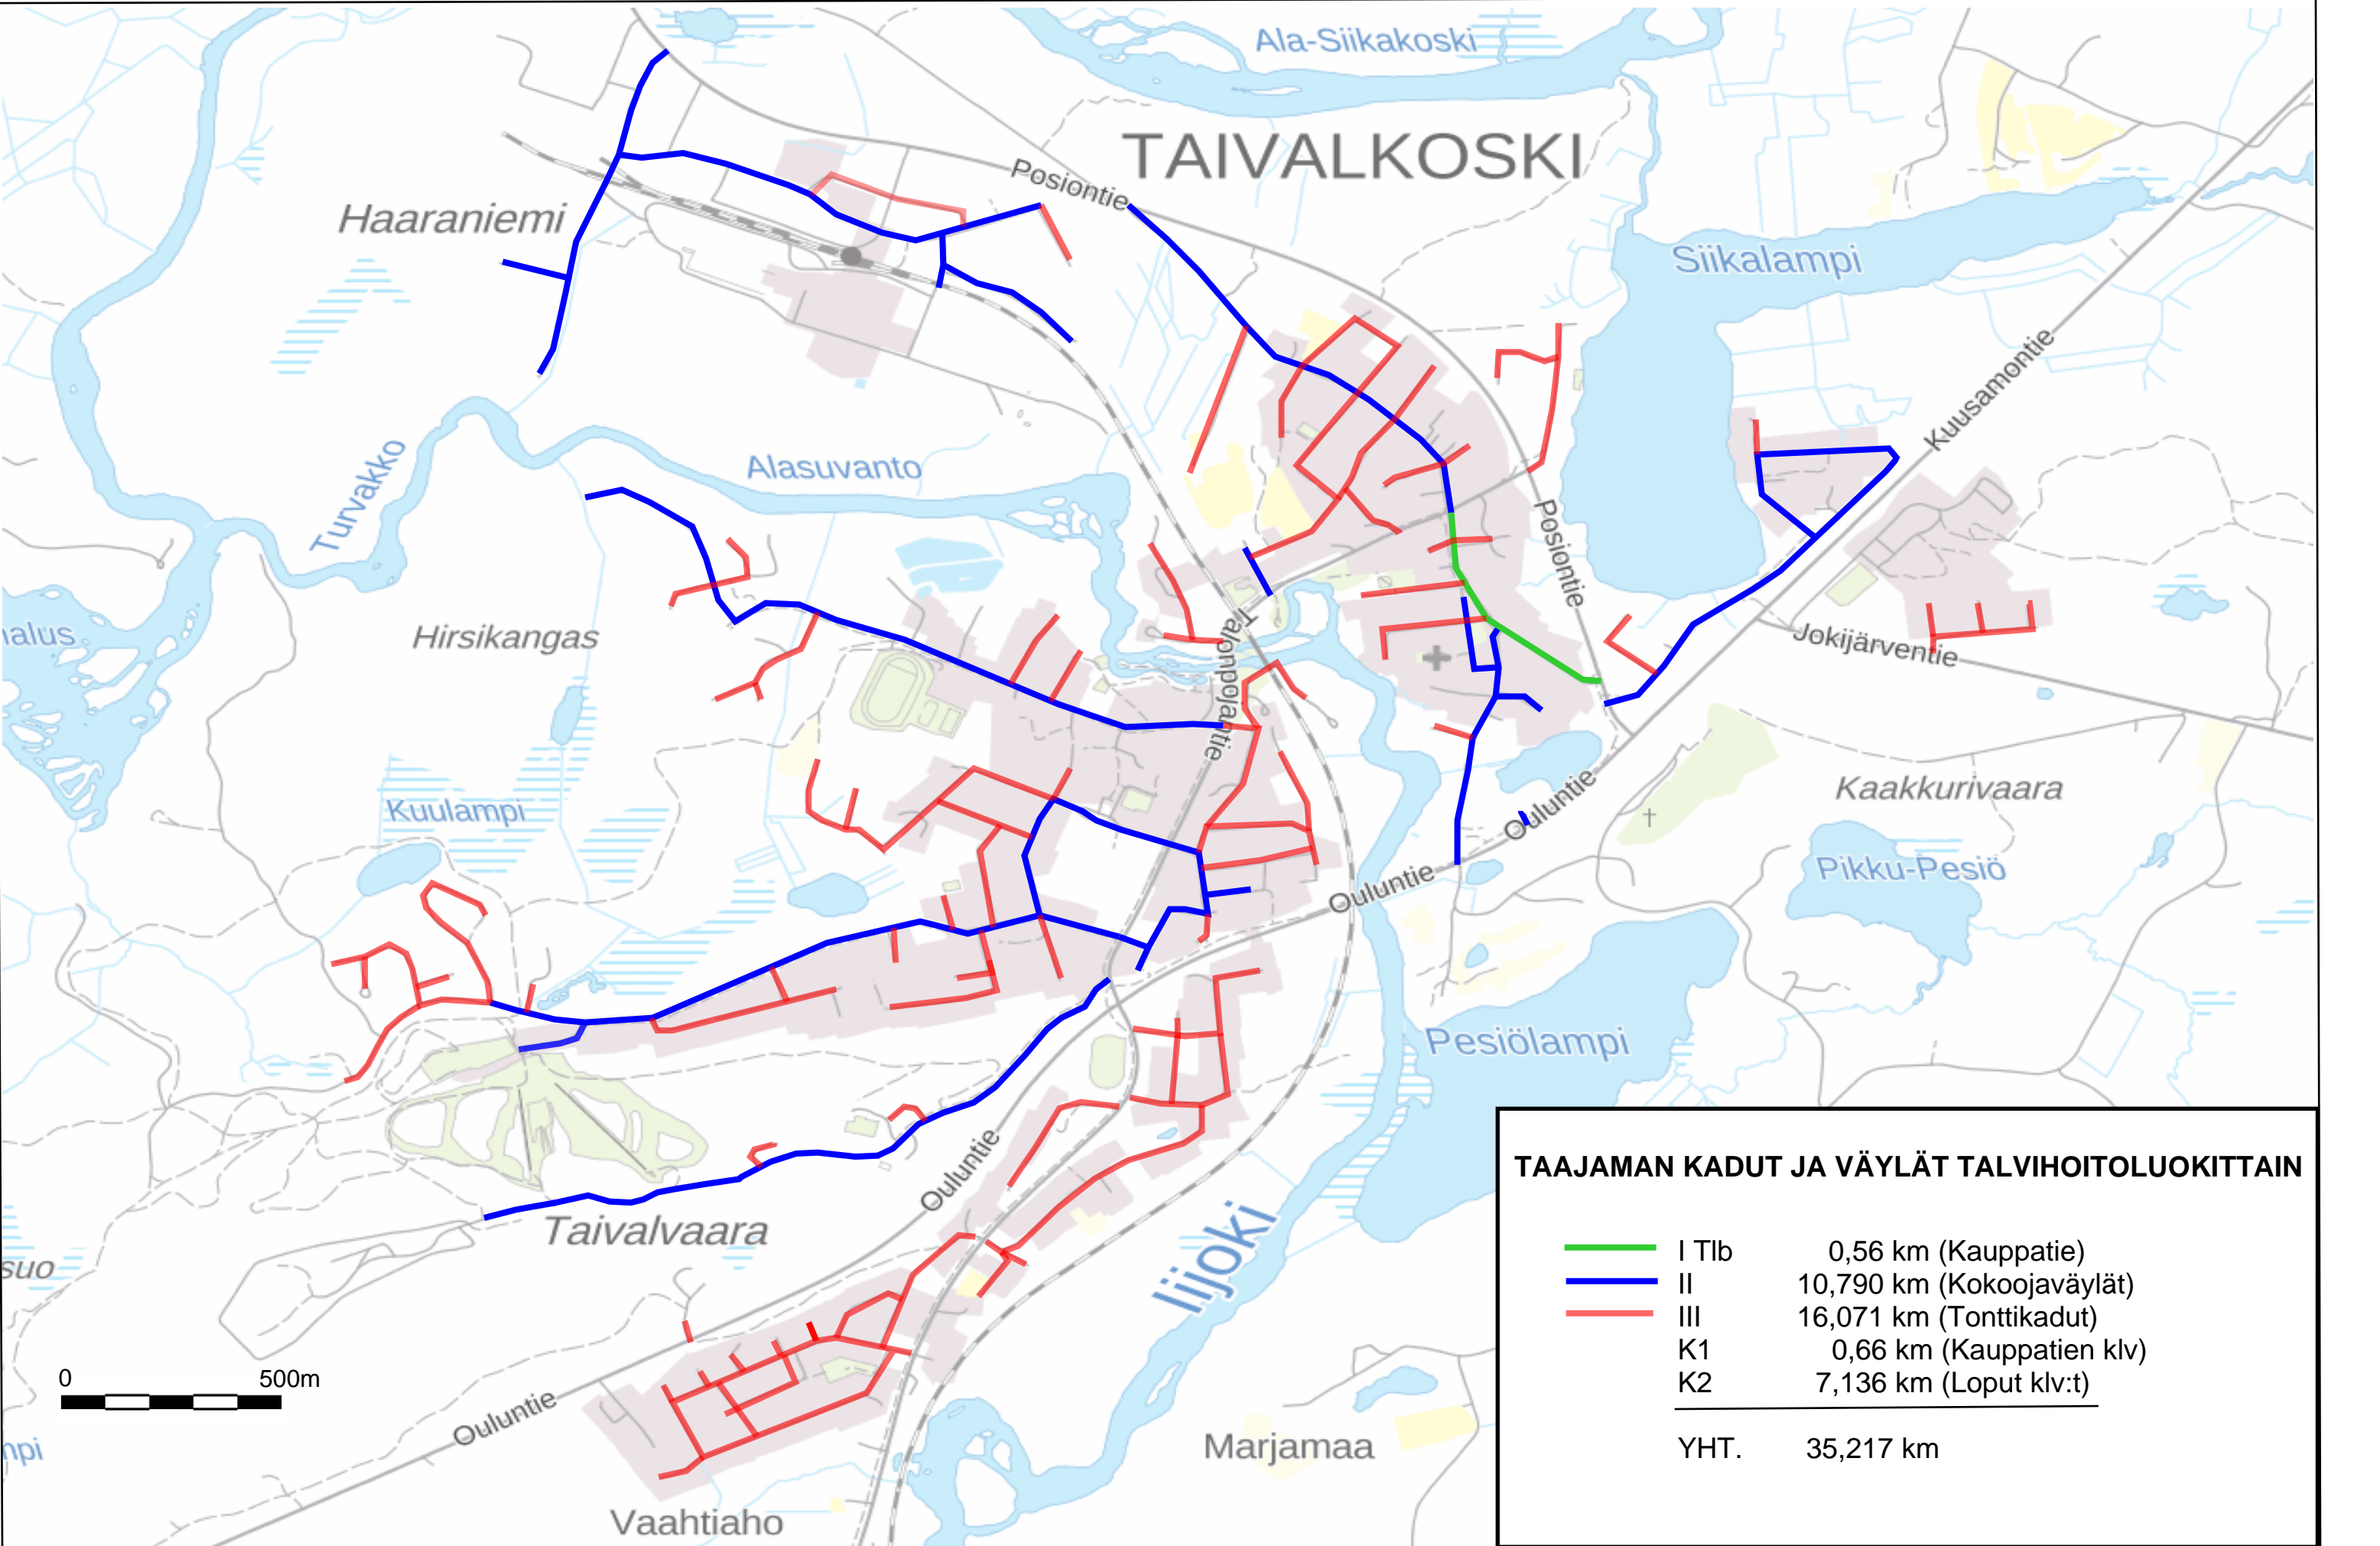 Ala-Siikakoski
TAIVALKOSKI
Posiontie
Haaraniemi
Siikalampi
Kuusamontie
Turvakko
Alasuvanto
Posiontie
nalus
Hirsikangas
Talonpojantie
Jokijärventie
Kuulampi
Kaakkurivaara
Ouluntie
Ouluntie
Pikku-Pesiö
Pesiölampi
Ouluntie
Taivalvaara
suo
Iijoki
TAAJAMAN KADUT JA VÄYLÄT TALVIHOITOLUOKITTAIN
I Tlb 0,56 km (Kauppatie)
II 10,790 km (Kokoojaväylät)
III 16,071 km (Tonttikadut)
K1 0,66 km (Kauppatien klv)
K2 7,136 km (Loput klv:t)
YHT. 35,217 km
0 500m
Ouluntie
npi
Marjamaa
Vaahtiaho